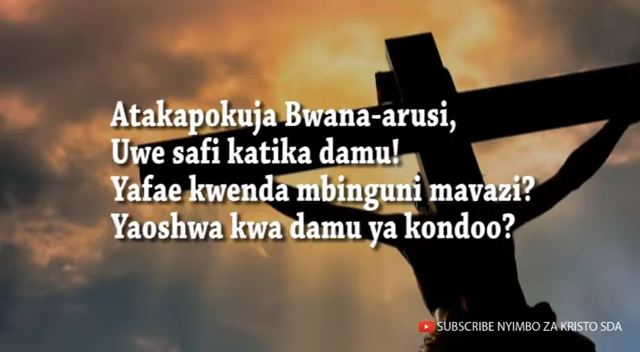 Atakapokuja Bwana-arusi,
Uwe safi katika damu!
Yafae kwenda mbinguni mavazi?
Yaoshwa kwa damu ya kondoo?
SUBSCRIBE NYIMBO ZA KRISTO SDA